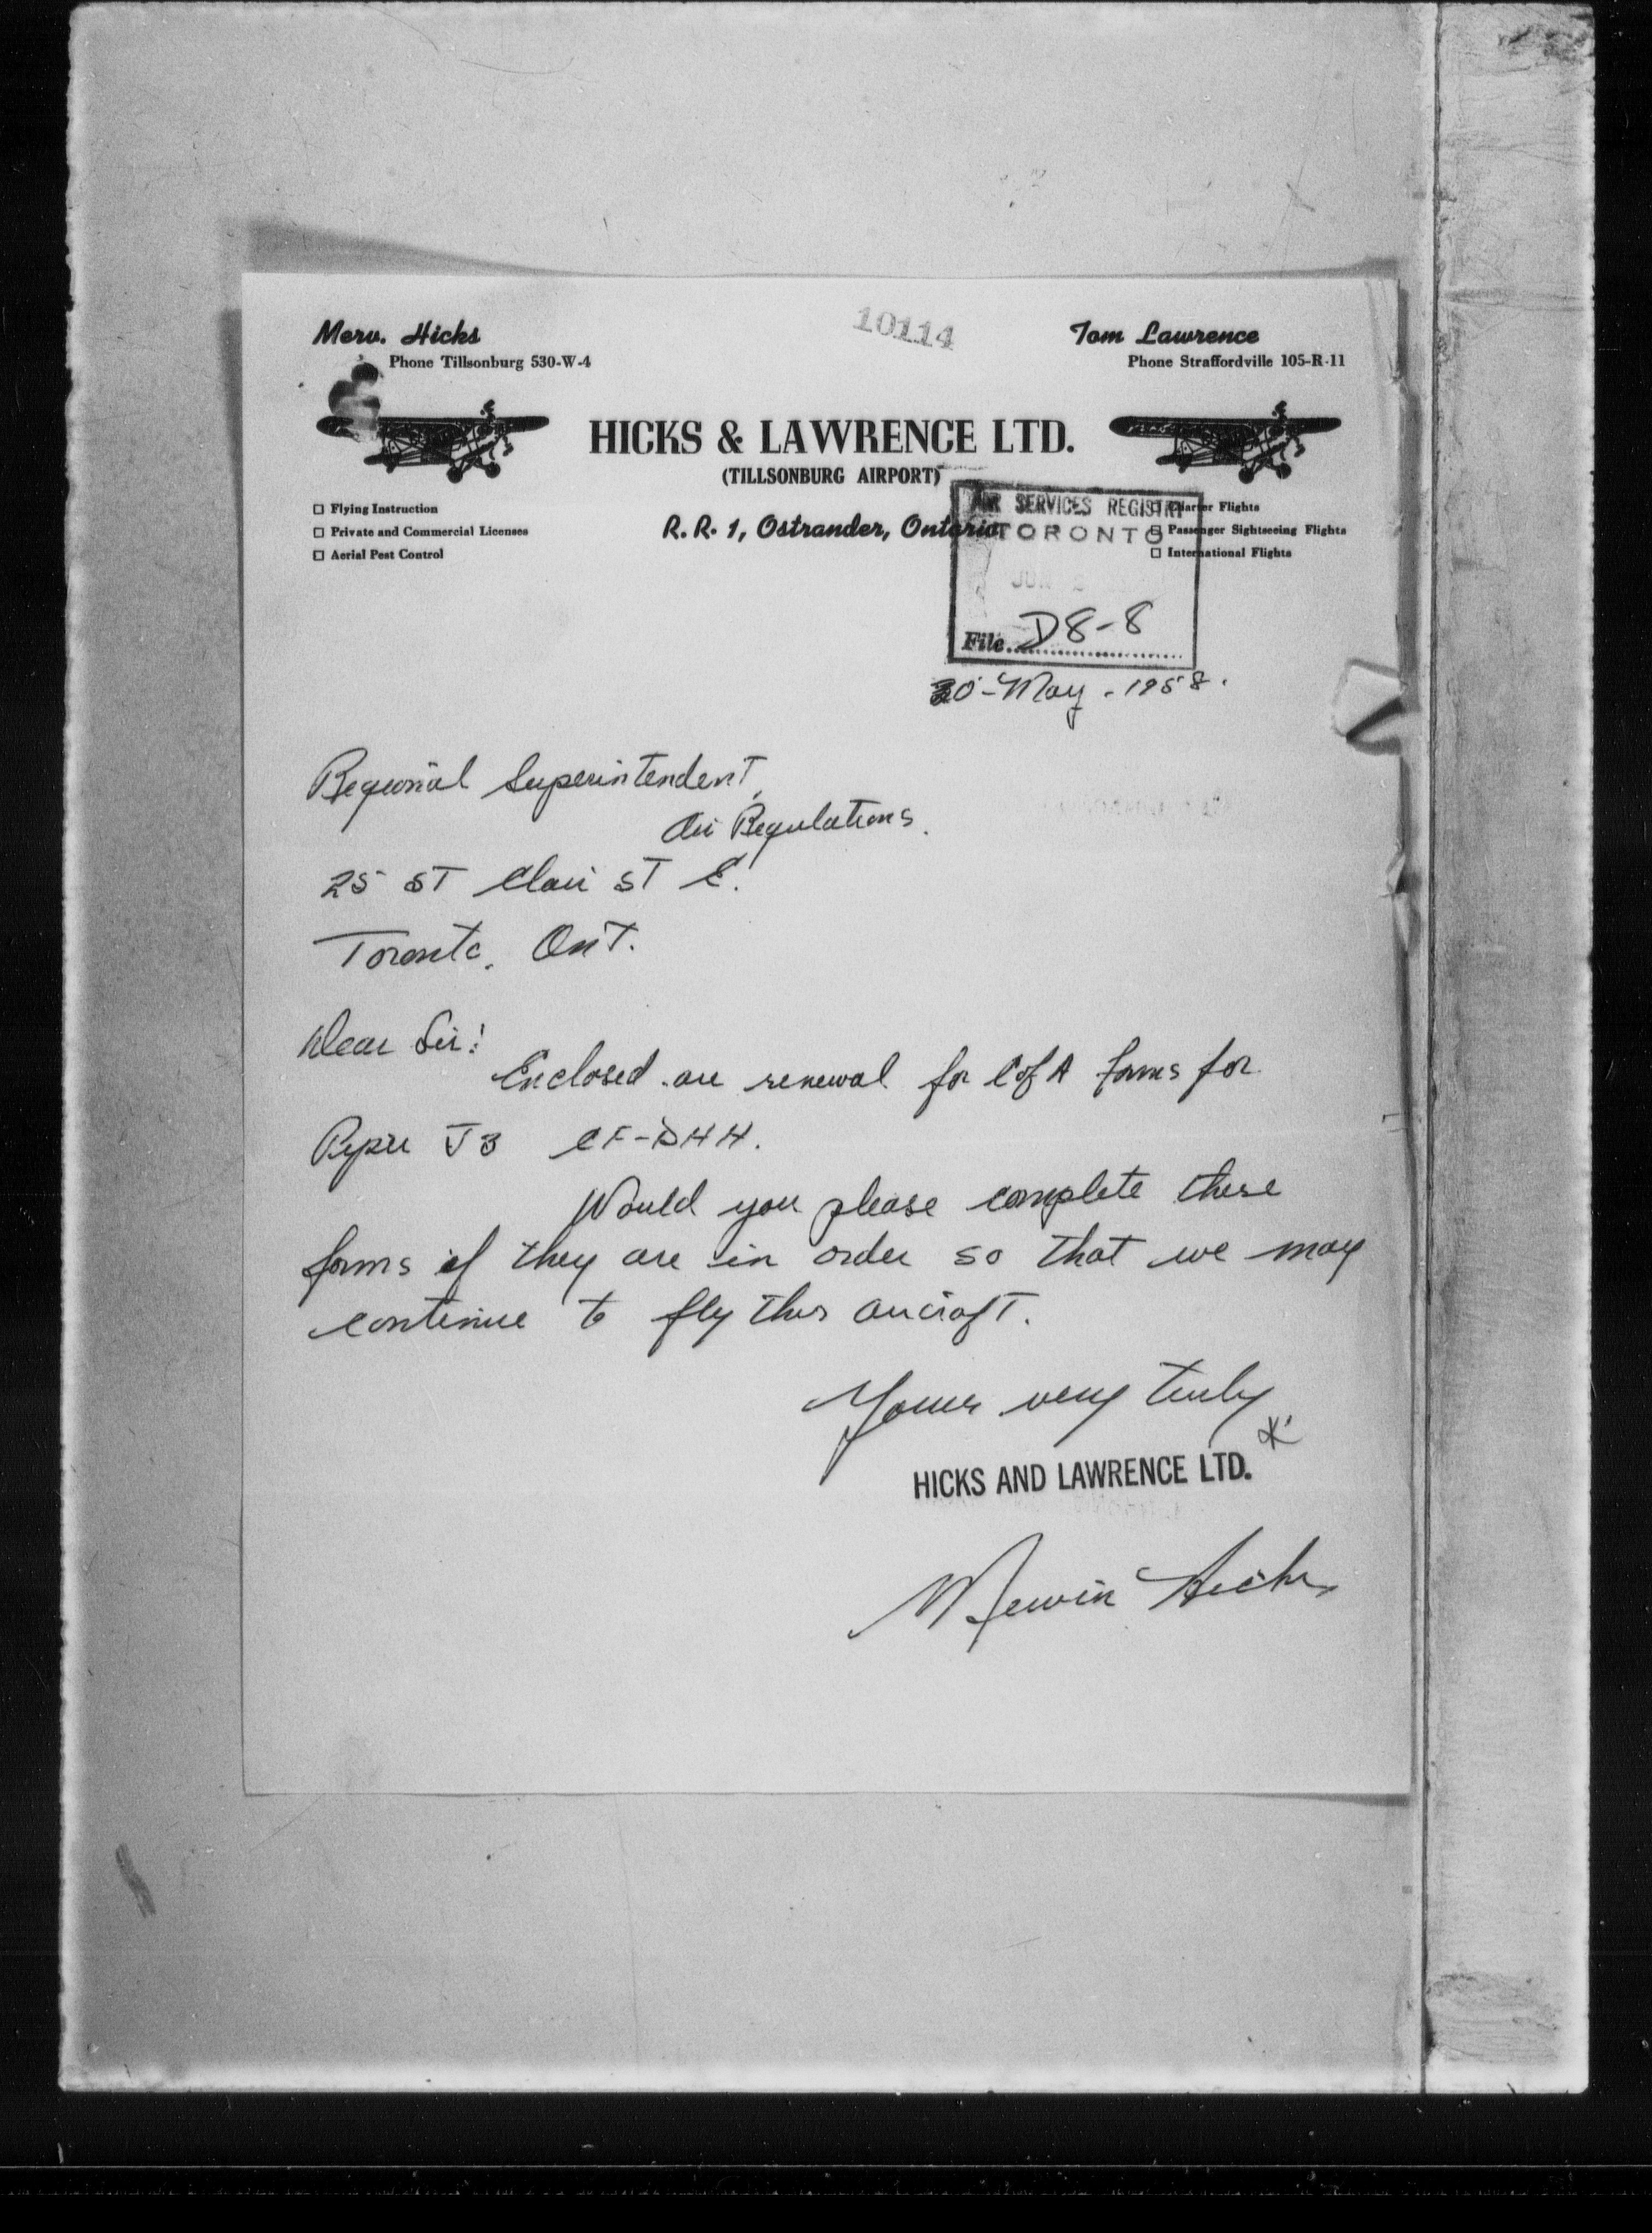 10114
Merv. Hicks
Phone Tillsonburg 530-W-4
Tom Lawrence
Phone Straffordville 105-R-11
HICKS & LAWRENCE LTD.
(TILLSONBURG AIRPORT)
R. R. 1, Ostrander, Ontario
☐ Flying Instruction
☐ Private and Commercial Licenses
☐ Aerial Pest Control
☐ Charter Flights
☐ Passenger Sightseeing Flights
☐ International Flights
AIR SERVICES REGISTRY
TORONTO
JUN
File D8-8
30-May-1958.
Regional Superintendent,
Air Regulations.
25 ST Clair ST E.
Toronto, Ont.
Dear Sir:
Enclosed are renewal for C of A forms for
Piper J3 CF-DHH.
Would you please complete these
forms if they are in order so that we may
continue to fly this aircraft.
Yours very truly
HICKS AND LAWRENCE LTD.
Merwin Hicks